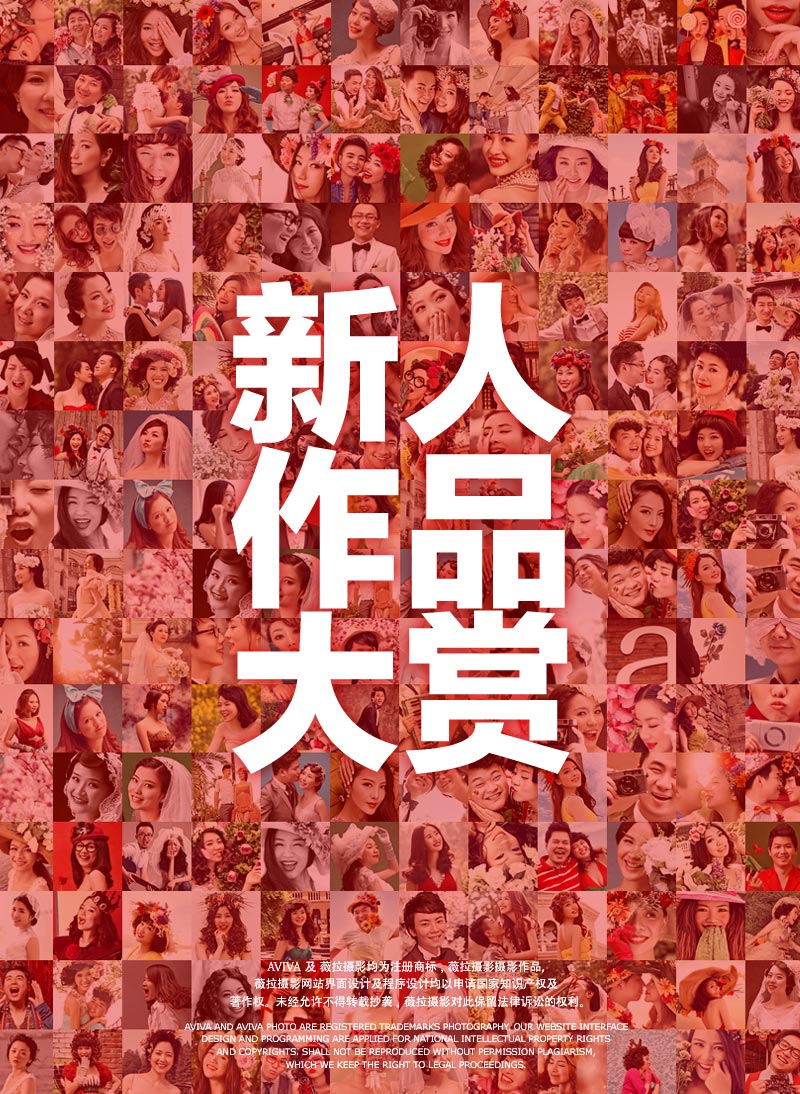 新人
作品
大赏
a
AVIVA 及 薇拉摄影均为注册商标，薇拉摄影摄影作品,
薇拉摄影网站界面设计及程序设计均以申请国家知识产权及
著作权。未经允许不得转载抄袭，薇拉摄影对此保留法律诉讼的权利。
AVIVA AND AVIVA PHOTO ARE REGISTERED TRADEMARKS PHOTOGRAPHY, OUR WEBSITE INTERFACE
DESIGN AND PROGRAMMING ARE APPLIED FOR NATIONAL INTELLECTUAL PROPERTY RIGHTS
AND COPYRIGHTS. SHALL NOT BE REPRODUCED WITHOUT PERMISSION PLAGIARISM,
WHICH WE KEEP THE RIGHT TO LEGAL PROCEEDINGS.